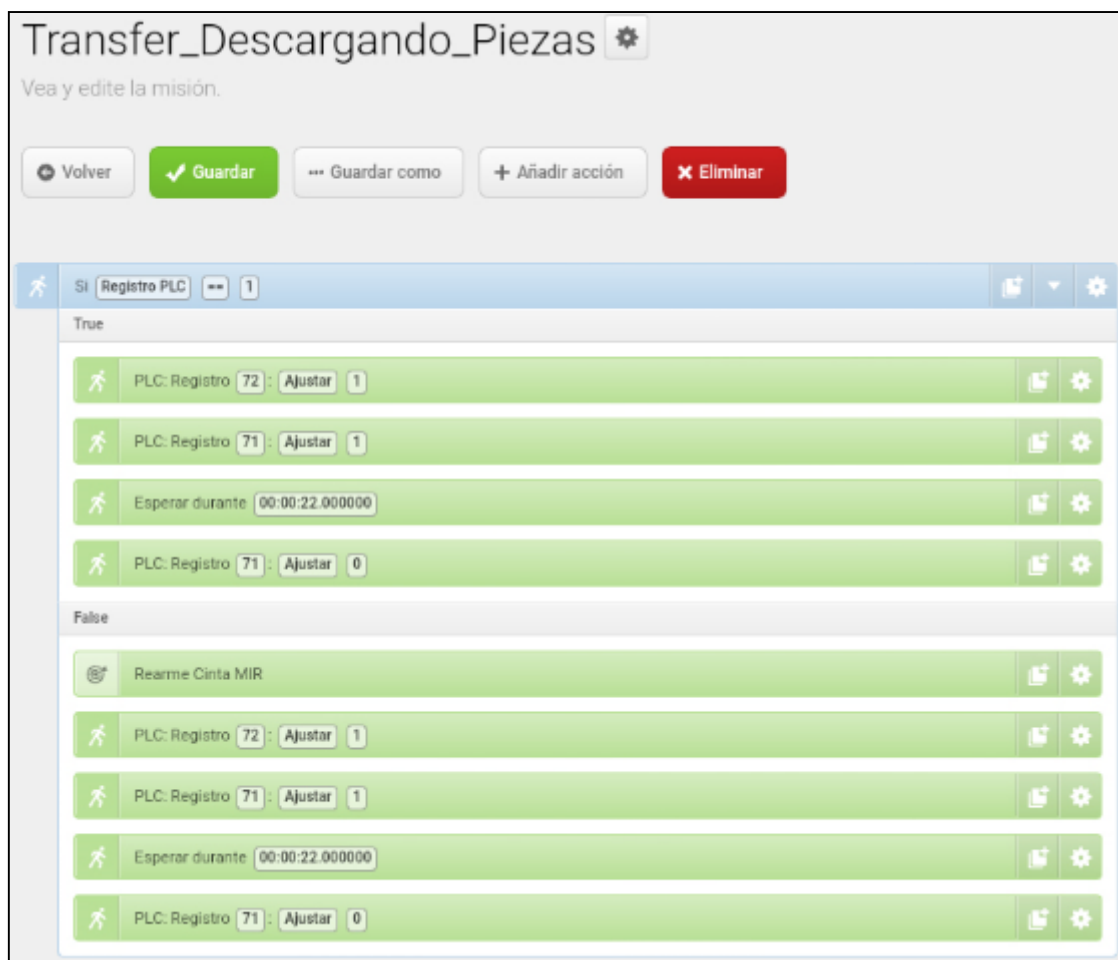 Transfer_Descargando_Piezas
Vea y edite la misión.
Volver Guardar Guardar como Añadir acción Eliminar
Si Registro PLC == 1
True
PLC: Registro 72 : Ajustar 1
PLC: Registro 71 : Ajustar 1
Esperar durante 00:00:22.000000
PLC: Registro 71 : Ajustar 0
False
Rearme Cinta MIR
PLC: Registro 72 : Ajustar 1
PLC: Registro 71 : Ajustar 1
Esperar durante 00:00:22.000000
PLC: Registro 71 : Ajustar 0